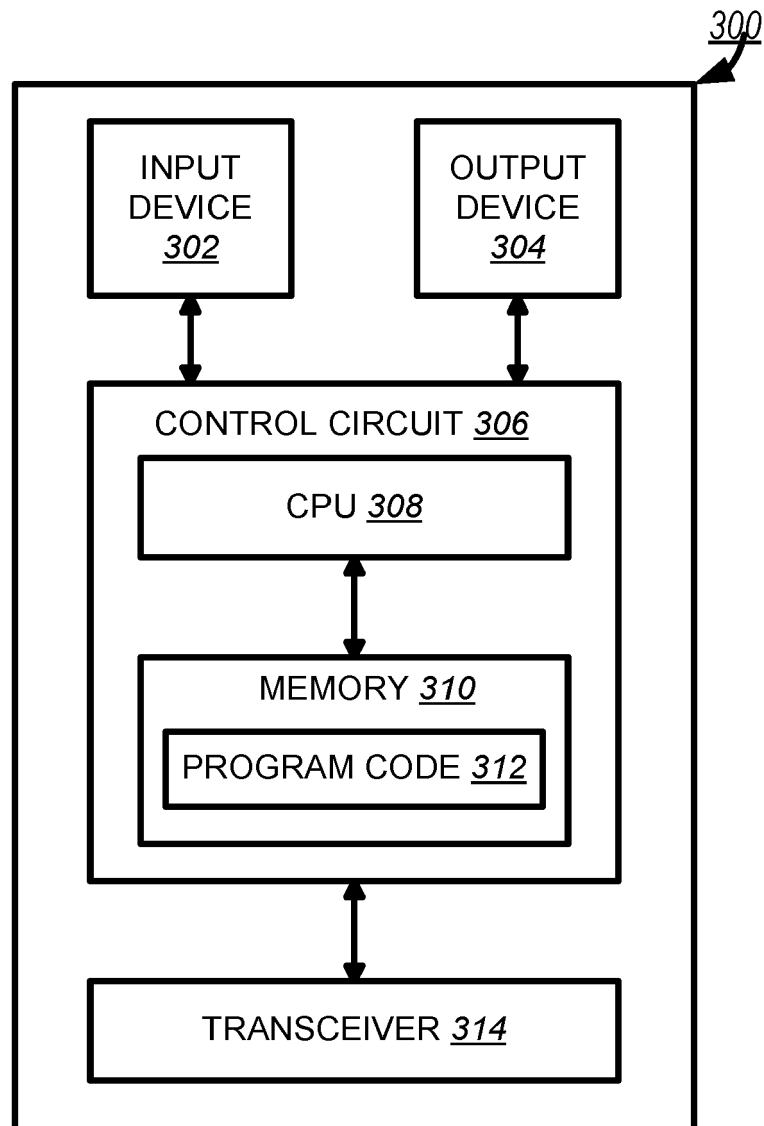 300
INPUT
DEVICE
302
OUTPUT
DEVICE
304
CONTROL CIRCUIT 306
CPU 308
MEMORY 310
PROGRAM CODE 312
TRANSCEIVER 314